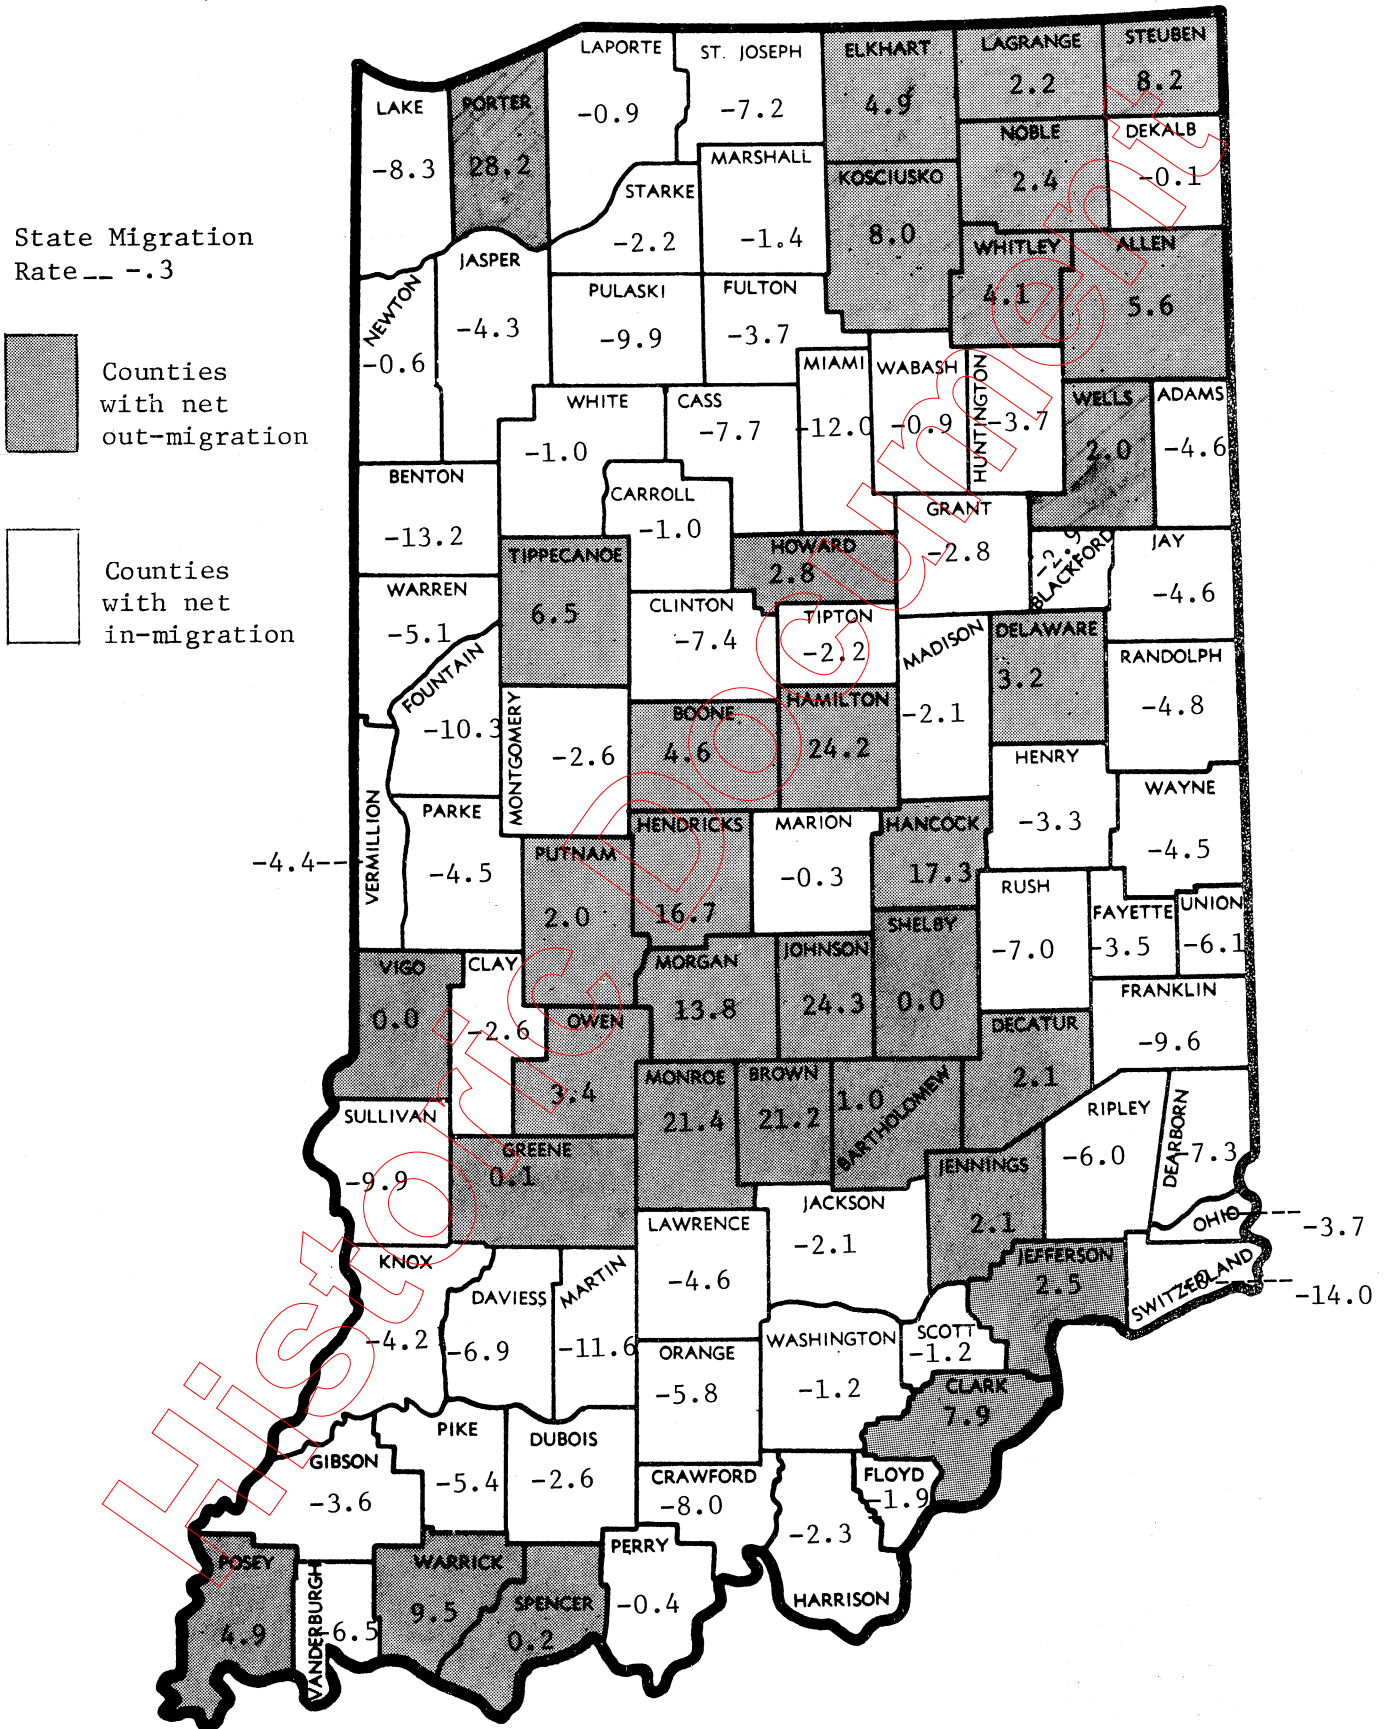 LAPORTE
-0.9
ST. JOSEPH
-7.2
ELKHART
4.9
LAGRANGE
2.2
STEUBEN
8.2
LAKE
-8.3
PORTER
28.2
NOBLE
2.4
DEKALB
-0.1
MARSHALL
-1.4
KOSCIUSKO
8.0
STARKE
-2.2
State Migration
Rate__ -.3
WHITLEY
4.1
ALLEN
5.6
JASPER
-4.3
NEWTON
-0.6
PULASKI
-9.9
FULTON
-3.7
Counties
with net
out-migration
MIAMI
-12.0
WABASH
-0.9
HUNTINGTON
-3.7
WELLS
2.0
ADAMS
-4.6
WHITE
-1.0
CASS
-7.7
BENTON
-13.2
CARROLL
-1.0
GRANT
-2.8
BLACKFORD
-2.9
JAY
-4.6
Counties
with net
in-migration
TIPPECANOE
6.5
HOWARD
2.8
WARREN
-5.1
CLINTON
-7.4
TIPTON
-2.2
MADISON
-2.1
DELAWARE
3.2
RANDOLPH
-4.8
FOUNTAIN
-10.3
MONTGOMERY
-2.6
BOONE
4.6
HAMILTON
24.2
HENRY
-3.3
WAYNE
-4.5
VERMILLION
-4.4--
PARKE
-4.5
PUTNAM
2.0
HENDRICKS
16.7
MARION
-0.3
HANCOCK
17.3
RUSH
-7.0
FAYETTE
-3.5
UNION
-6.1
VIGO
0.0
CLAY
-2.6
OWEN
3.4
MORGAN
13.8
JOHNSON
24.3
SHELBY
0.0
FRANKLIN
-9.6
DECATUR
2.1
SULLIVAN
-9.9
GREENE
0.1
MONROE
21.4
BROWN
21.2
BARTHOLOMEW
1.0
RIPLEY
-6.0
DEARBORN
-7.3
JENNINGS
2.1
OHIO
-3.7
LAWRENCE
-4.6
JACKSON
-2.1
JEFFERSON
2.5
SWITZERLAND
-14.0
KNOX
-4.2
DAVIESS
-6.9
MARTIN
-11.6
ORANGE
-5.8
WASHINGTON
-1.2
SCOTT
-1.2
CLARK
7.9
GIBSON
-3.6
PIKE
-5.4
DUBOIS
-2.6
CRAWFORD
-8.0
FLOYD
-1.9
HARRISON
-2.3
POSEY
4.9
VANDERBURGH
-6.5
WARRICK
9.5
SPENCER
0.2
PERRY
-0.4
Historic Document